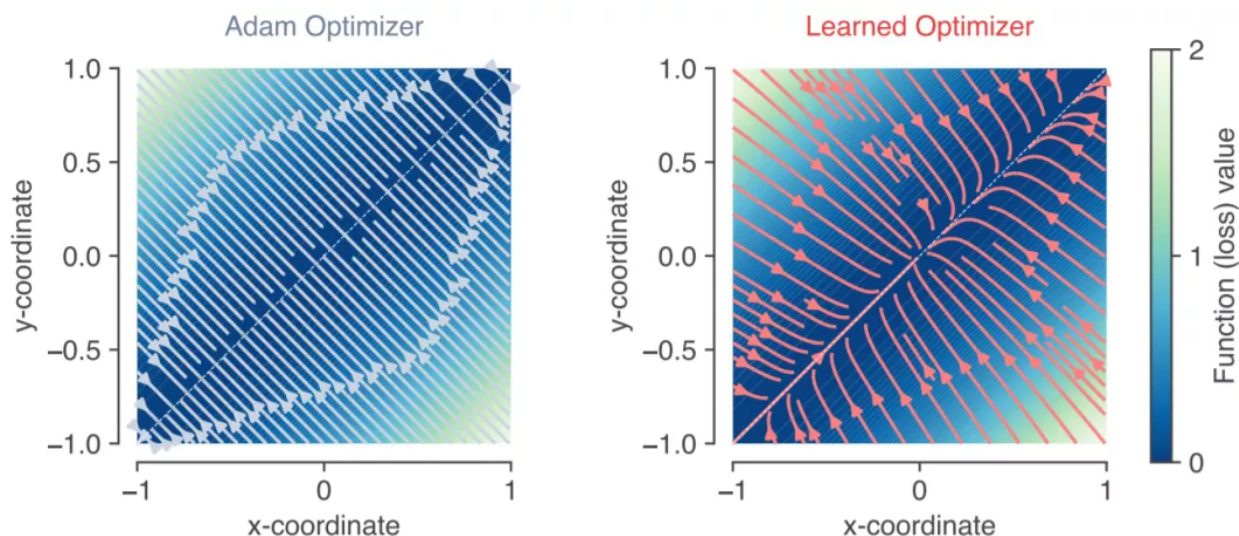 Adam Optimizer
1.0
0.5
0.0
−0.5
−1.0
y-coordinate
−1
0
1
x-coordinate
Learned Optimizer
1.0
0.5
0.0
−0.5
−1.0
y-coordinate
−1
0
1
x-coordinate
2
1
0
Function (loss) value